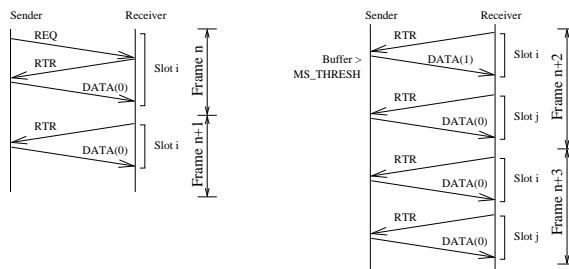 Sender Receiver
REQ
RTR
DATA(0)
Slot i
Frame n
RTR
DATA(0)
Slot i
Frame n+1
Sender Receiver
RTR
Buffer >
MS_THRESH
DATA(1)
Slot i
RTR
DATA(0)
Slot j
Frame n+2
RTR
DATA(0)
Slot i
RTR
DATA(0)
Slot j
Frame n+3